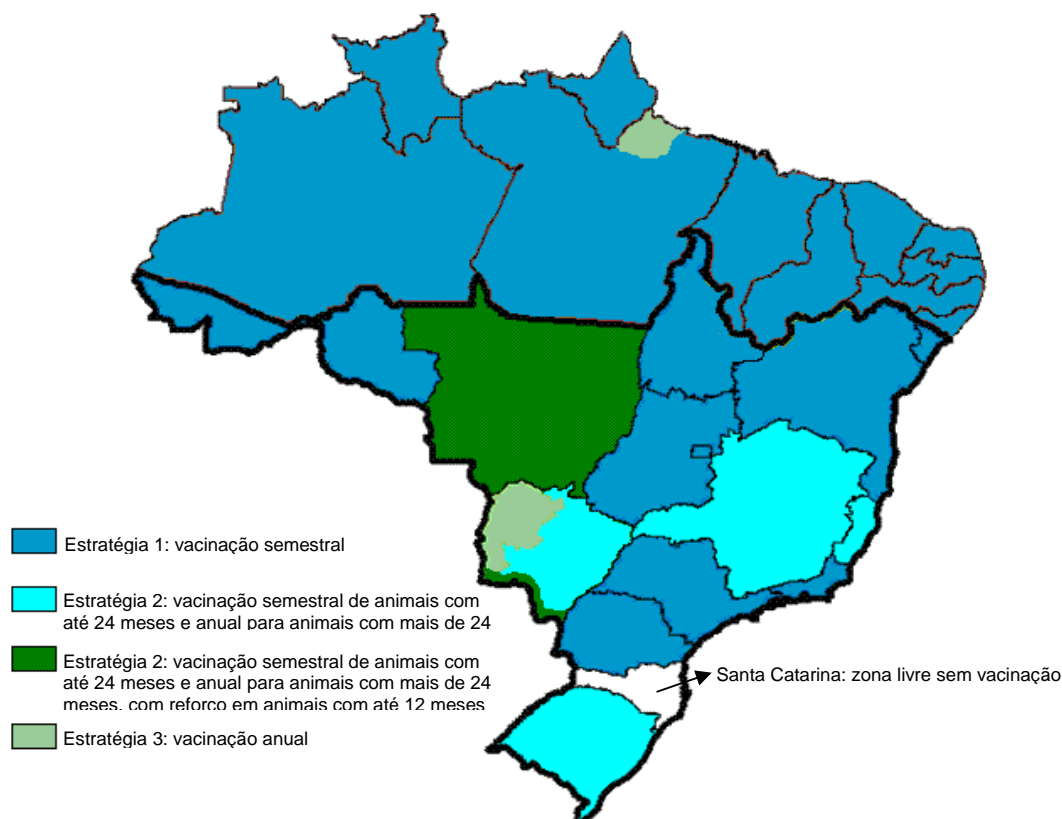 Estratégia 1: vacinação semestral
Estratégia 2: vacinação semestral de animais com
até 24 meses e anual para animais com mais de 24
Estratégia 2: vacinação semestral de animais com
até 24 meses e anual para animais com mais de 24
meses, com reforço em animais com até 12 meses
Santa Catarina: zona livre sem vacinação
Estratégia 3: vacinação anual